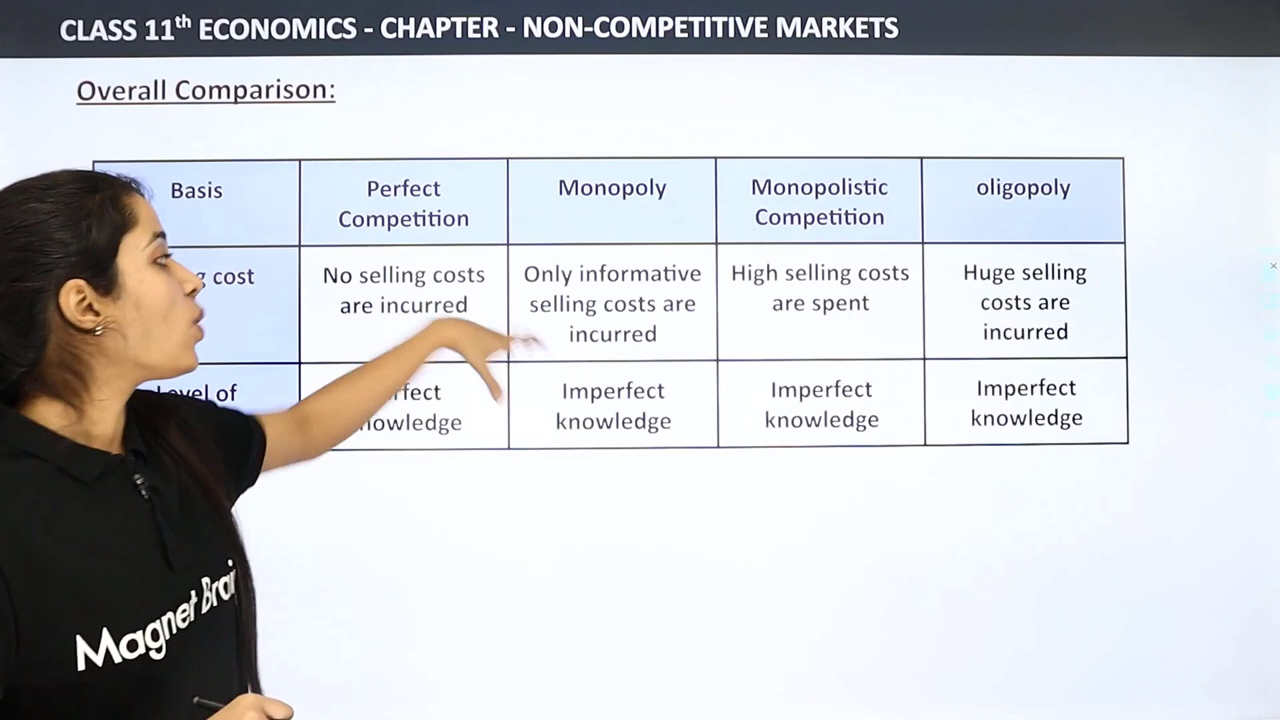 CLASS 11th ECONOMICS - CHAPTER - NON-COMPETITIVE MARKETS
Overall Comparison:
Basis
Perfect
Competition
Monopoly
Monopolistic
Competition
oligopoly
cost
No selling costs
are incurred
Only informative
selling costs are
incurred
High selling costs
are spent
Huge selling
costs are
incurred
of
Imperfect
knowledge
Imperfect
knowledge
Imperfect
knowledge
Magnet